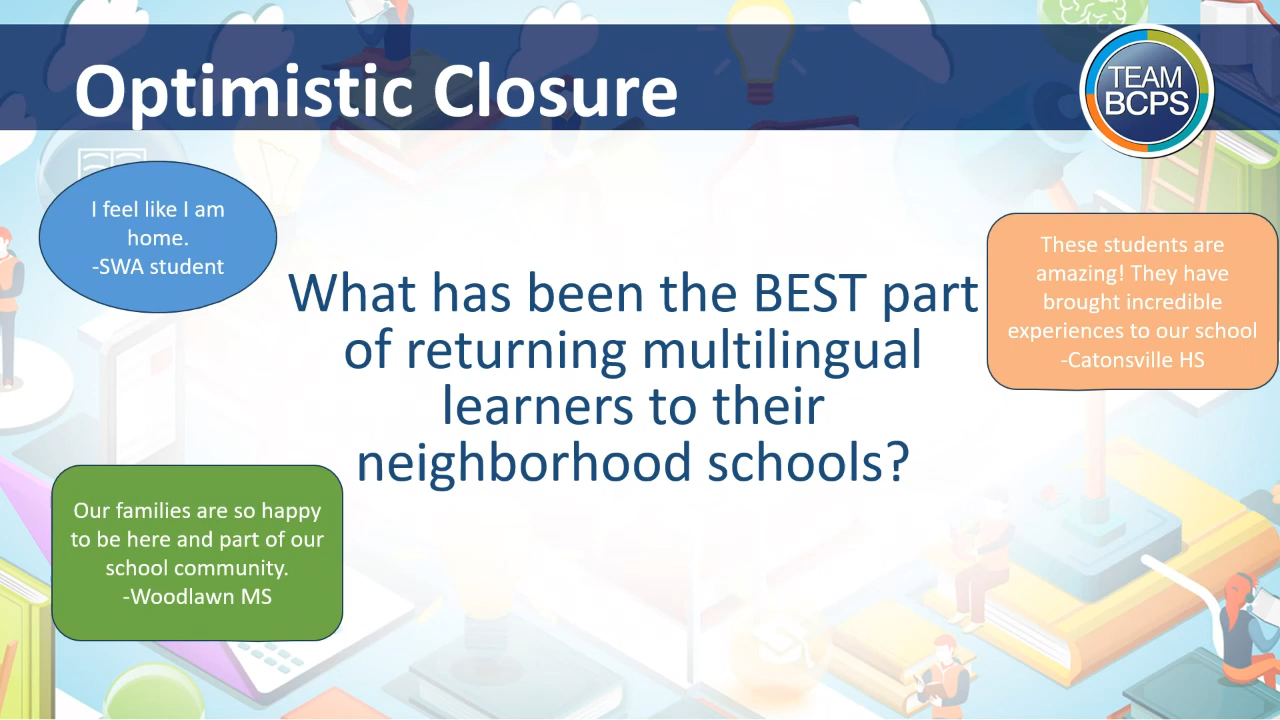 Optimistic Closure
TEAM
BCPS
I feel like I am
home.
-SWA student
What has been the BEST part
of returning multilingual
learners to their
neighborhood schools?
These students are
amazing! They have
brought incredible
experiences to our school
-Catonsville HS
Our families are so happy
to be here and part of our
school community.
-Woodlawn MS